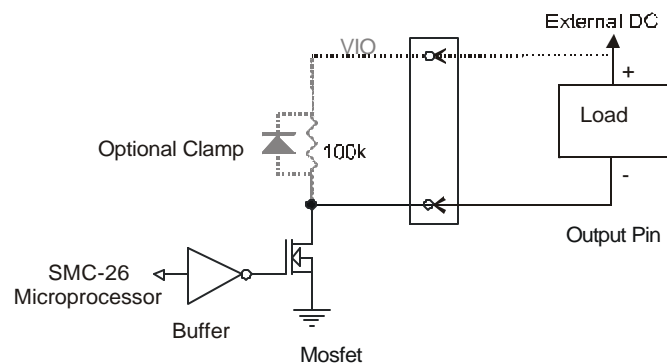 External DC
VIO
+
Load
Optional Clamp
100k
-
Output Pin
SMC-26
Microprocessor
Buffer
Mosfet